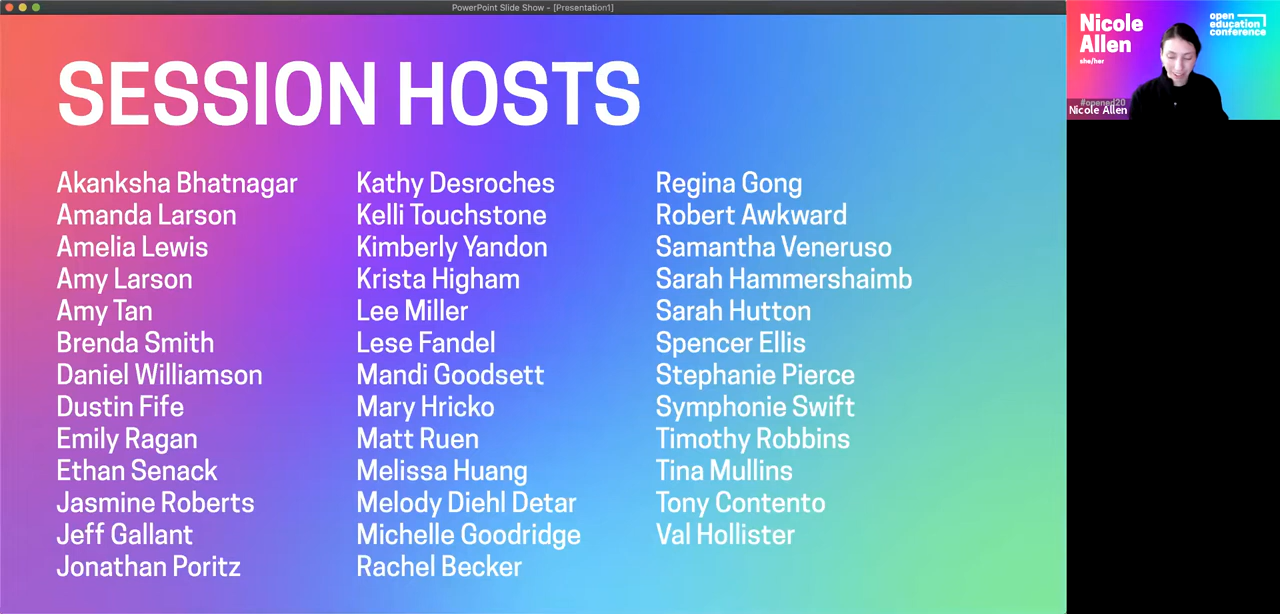 PowerPoint Slide Show - [Presentation1]
SESSION HOSTS
Akanksha Bhatnagar
Amanda Larson
Amelia Lewis
Amy Larson
Amy Tan
Brenda Smith
Daniel Williamson
Dustin Fife
Emily Ragan
Ethan Senack
Jasmine Roberts
Jeff Gallant
Jonathan Poritz
Kathy Desroches
Kelli Touchstone
Kimberly Yandon
Krista Higham
Lee Miller
Lese Fandel
Mandi Goodsett
Mary Hricko
Matt Ruen
Melissa Huang
Melody Diehl Detar
Michelle Goodridge
Rachel Becker
Regina Gong
Robert Awkward
Samantha Veneruso
Sarah Hammershaimb
Sarah Hutton
Spencer Ellis
Stephanie Pierce
Symphonie Swift
Timothy Robbins
Tina Mullins
Tony Contento
Val Hollister
Nicole
Allen
she/her
open
education
conference
#opened20
Nicole Allen